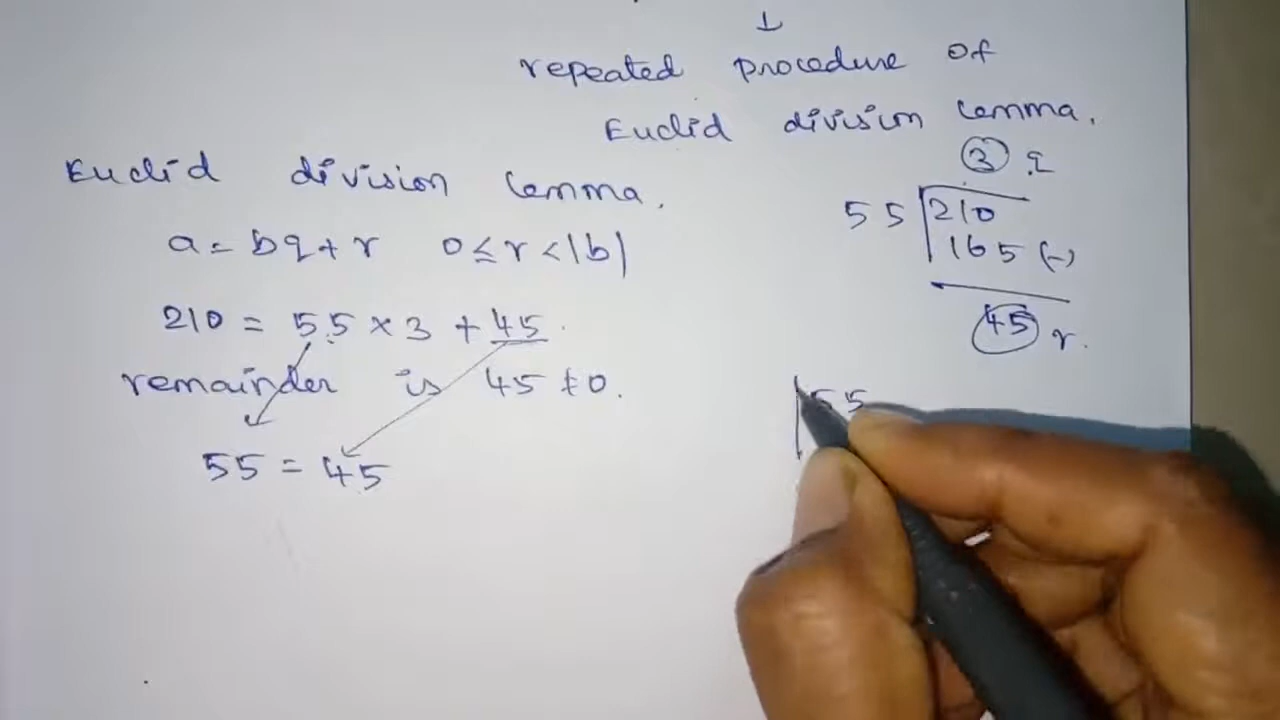 ↓
repeated procedure of
Euclid division lemma.
Euclid division lemma.
a = bq + r 0 ≤ r < |b|
210 = 55 × 3 + 45.
remainder is 45 ≠ 0.
55 = 45
3 q
55 210
165 (-)
45 r.
55